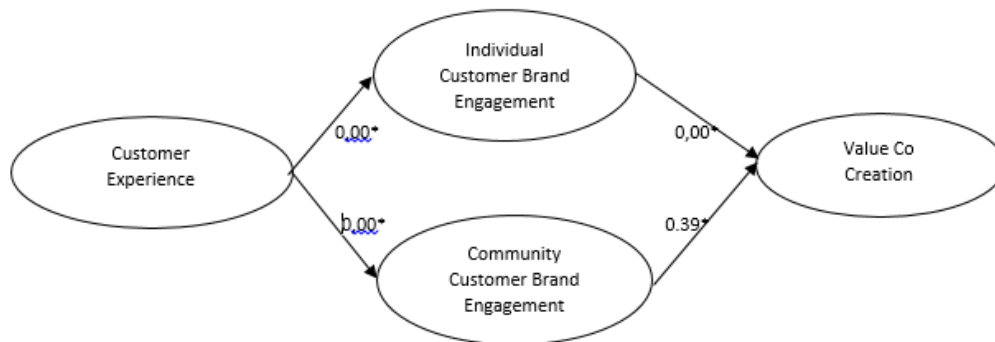 Individual
Customer Brand
Engagement
0,00*
0,00*
Customer
Experience
Value Co
Creation
0,00*
0.39*
Community
Customer Brand
Engagement